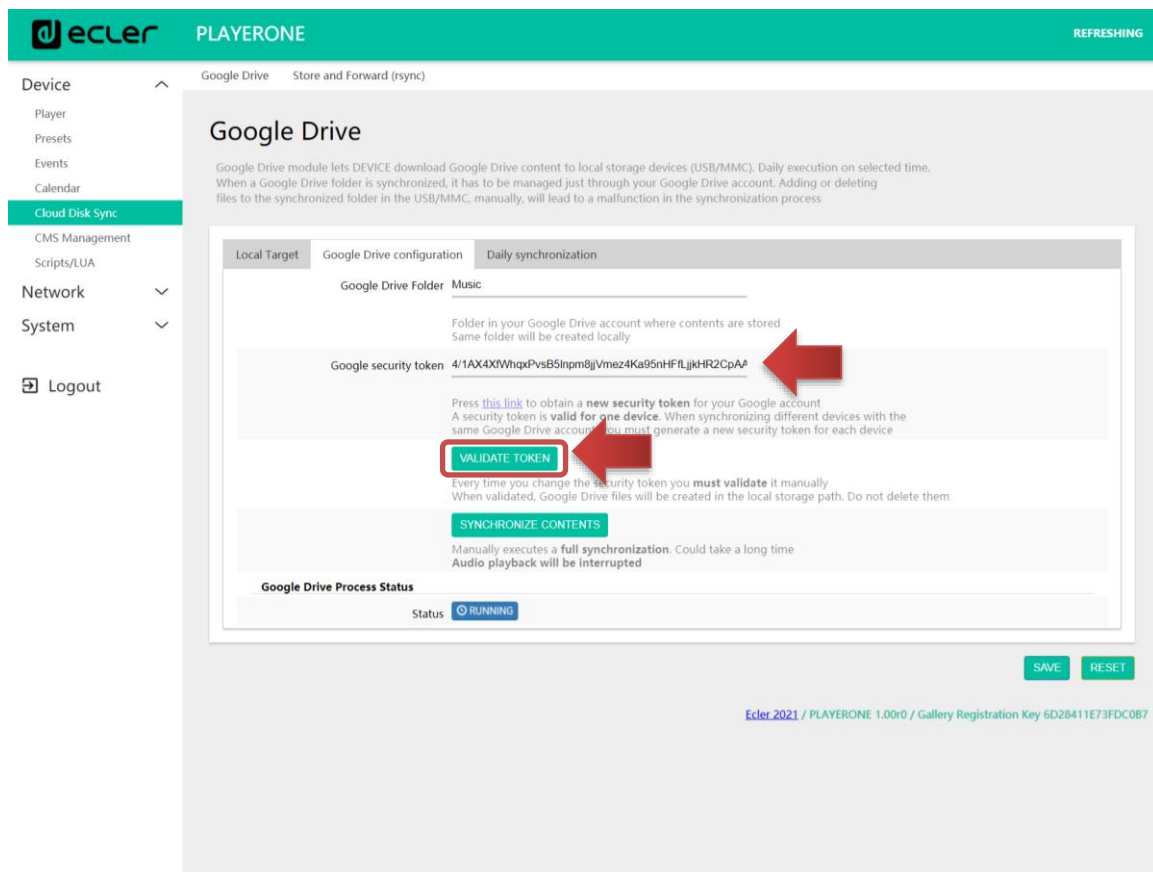 ecler
PLAYERONE
REFRESHING
Device
Player
Presets
Events
Calendar
Cloud Disk Sync
CMS Management
Scripts/LUA
Network
System
Logout
Google Drive Store and Forward (rsync)
Google Drive
Google Drive module lets DEVICE download Google Drive content to local storage devices (USB/MMC). Daily execution on selected time.
When a Google Drive folder is synchronized, it has to be managed just through your Google Drive account. Adding or deleting
files to the synchronized folder in the USB/MMC, manually, will lead to a malfunction in the synchronization process
Local Target Google Drive configuration Daily synchronization
Google Drive Folder Music
Folder in your Google Drive account where contents are stored
Same folder will be created locally
Google security token
Press this link to obtain a new security token for your Google account
A security token is valid for one device. When synchronizing different devices with the
same Google Drive account you must generate a new security token for each device
VALIDATE TOKEN
Every time you change the security token you must validate it manually
When validated, Google Drive files will be created in the local storage path. Do not delete them
SYNCHRONIZE CONTENTS
Manually executes a full synchronization. Could take a long time
Audio playback will be interrupted
Google Drive Process Status
Status RUNNING
SAVE RESET
Ecler 2021 / PLAYERONE 1.00r0 / Gallery Registration Key 6D28411E73FDC0B7